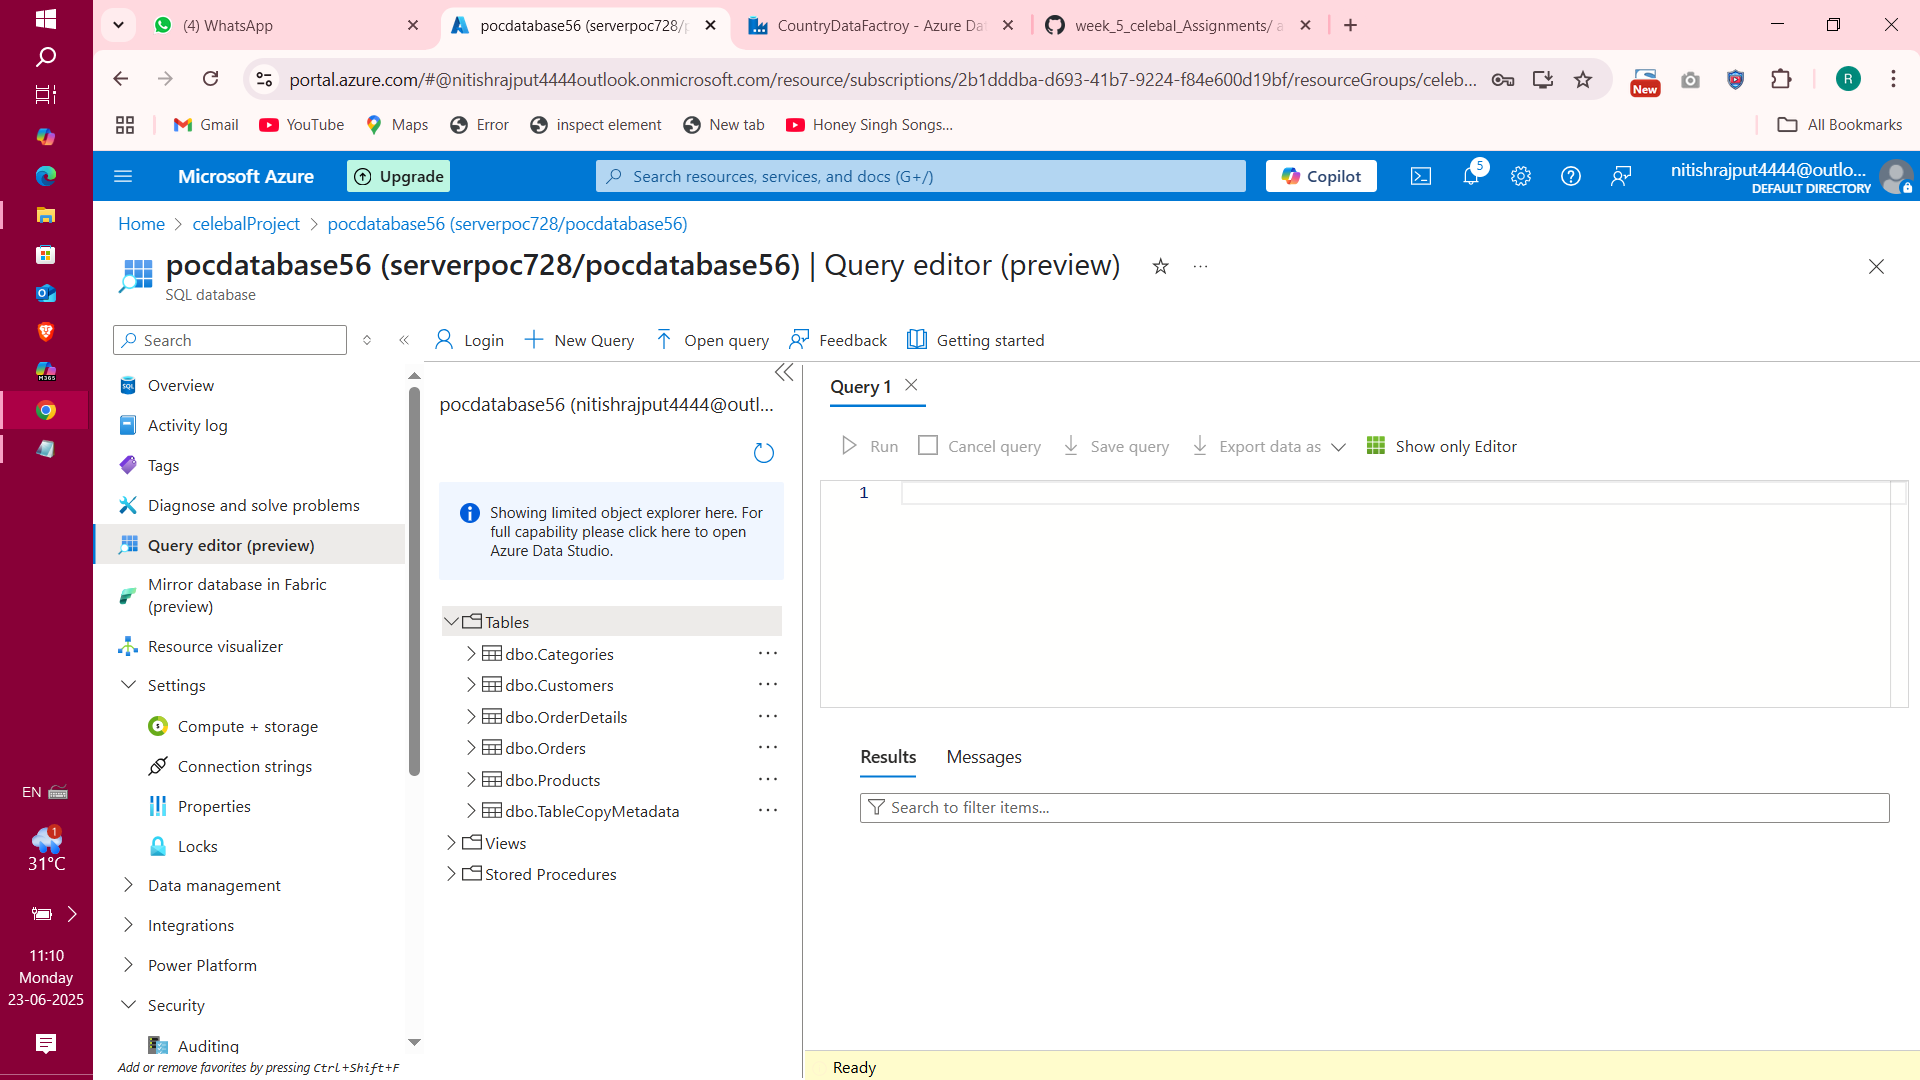 (4) WhatsApp
pocdatabase56 (serverpoc728/p
CountryDataFactroy - Azure Da
week_5_celebal_Assignments/ a
portal.azure.com/#@nitishrajput4444outlook.onmicrosoft.com/resource/subscriptions/2b1dddba-d693-41b7-9224-f84e600d19bf/resourceGroups/celeb...
New
R
Gmail
YouTube
Maps
Error
inspect element
New tab
Honey Singh Songs...
All Bookmarks
Microsoft Azure
Upgrade
Search resources, services, and docs (G+/)
Copilot
5
nitishrajput4444@outlo...
DEFAULT DIRECTORY
Home
celebalProject
pocdatabase56 (serverpoc728/pocdatabase56)
pocdatabase56 (serverpoc728/pocdatabase56) | Query editor (preview)
SQL database
Search
Login
New Query
Open query
Feedback
Getting started
Overview
Activity log
Tags
Diagnose and solve problems
Query editor (preview)
Mirror database in Fabric
(preview)
Resource visualizer
Settings
Compute + storage
Connection strings
Properties
Locks
Data management
Integrations
Power Platform
Security
Auditing
Add or remove favorites by pressing Ctrl+Shift+F
pocdatabase56 (nitishrajput4444@outl...
Showing limited object explorer here. For
full capability please click here to open
Azure Data Studio.
Tables
dbo.Categories
dbo.Customers
dbo.OrderDetails
dbo.Orders
dbo.Products
dbo.TableCopyMetadata
Views
Stored Procedures
Query 1
Run
Cancel query
Save query
Export data as
Show only Editor
1
Results
Messages
Search to filter items...
Ready
M365
EN
1
31°C
11:10
Monday
23-06-2025